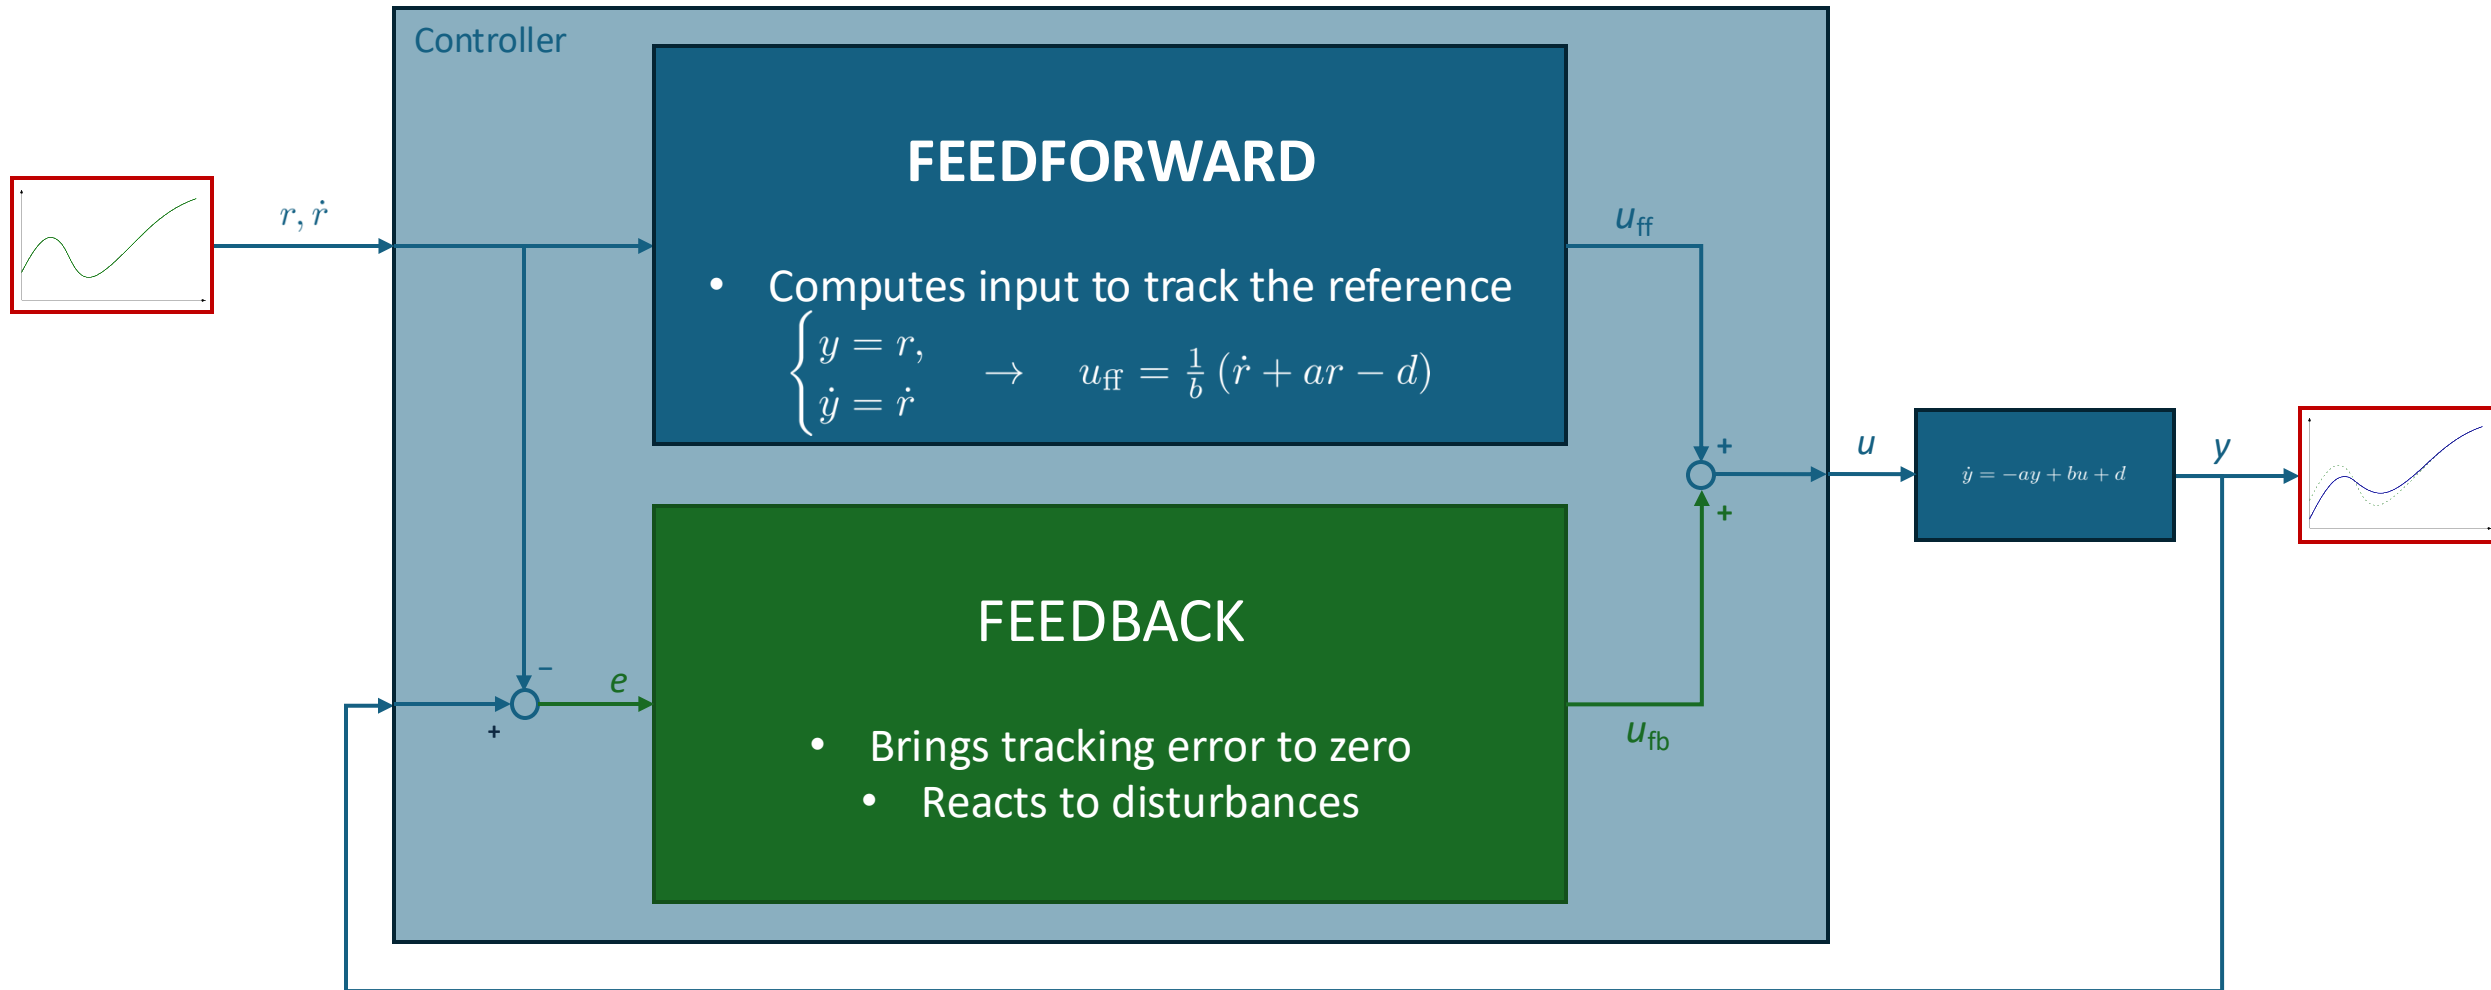 Controller
FEEDFORWARD
r, ṙ
u_ff
• Computes input to track the reference
{ y = r,
ẏ = ṙ → u_ff = 1/b (ṙ + ar − d)
+
u
ẏ = −ay + bu + d
y
+
FEEDBACK
−
e
+
u_fb
• Brings tracking error to zero
• Reacts to disturbances